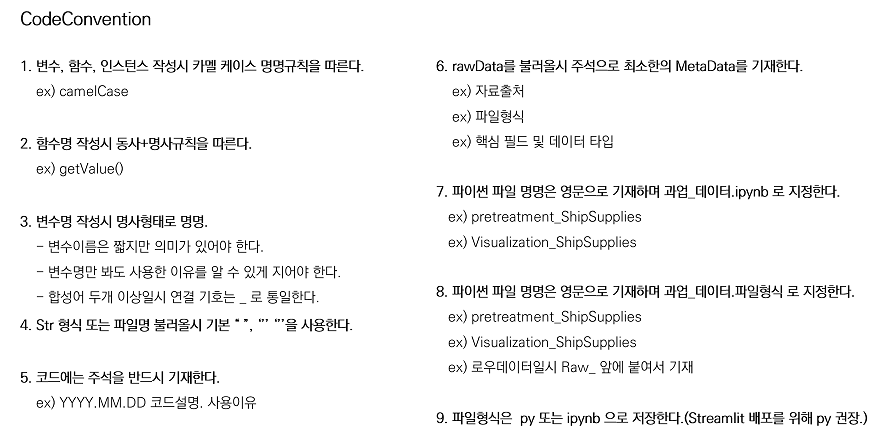 CodeConvention
1. 변수, 함수, 인스턴스 작성시 카멜 케이스 명명규칙을 따른다.
ex) camelCase
2. 함수명 작성시 동사+명사규칙을 따른다.
ex) getValue()
3. 변수명 작성시 명사형태로 명명.
- 변수이름은 짧지만 의미가 있어야 한다.
- 변수명만 봐도 사용한 이유를 알 수 있게 지어야 한다.
- 합성어 두개 이상일시 연결 기호는 _ 로 통일한다.
4. Str 형식 또는 파일명 불러올시 기본 “ ”, ‘’’ ‘’’을 사용한다.
5. 코드에는 주석을 반드시 기재한다.
ex) YYYY.MM.DD 코드설명. 사용이유
6. rawData를 불러올시 주석으로 최소한의 MetaData를 기재한다.
ex) 자료출처
ex) 파일형식
ex) 핵심 필드 및 데이터 타입
7. 파이썬 파일 명명은 영문으로 기재하며 과업_데이터.ipynb 로 지정한다.
ex) pretreatment_ShipSupplies
ex) Visualization_ShipSupplies
8. 파이썬 파일 명명은 영문으로 기재하며 과업_데이터.파일형식 로 지정한다.
ex) pretreatment_ShipSupplies
ex) Visualization_ShipSupplies
ex) 로우데이터일시 Raw_ 앞에 붙여서 기재
9. 파일형식은 py 또는 ipynb 으로 저장한다.(Streamlit 배포를 위해 py 권장.)